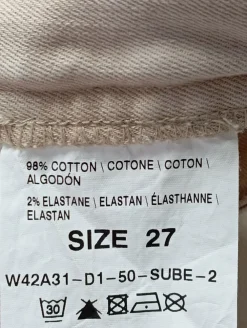 98% COTTON \ COTONE \ COTON \
ALGODÓN
2% ELASTANE \ ELASTAN \ ÉLASTHANNE \
ELASTAN
SIZE 27
W42A31-D1-50-SUBE-2
30